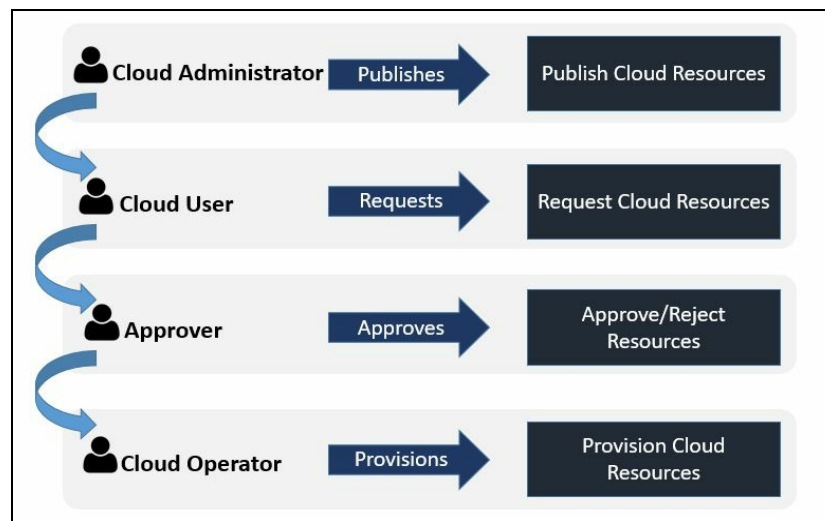 Cloud Administrator
Publishes
Publish Cloud Resources
Cloud User
Requests
Request Cloud Resources
Approver
Approves
Approve/Reject
Resources
Cloud Operator
Provisions
Provision Cloud
Resources